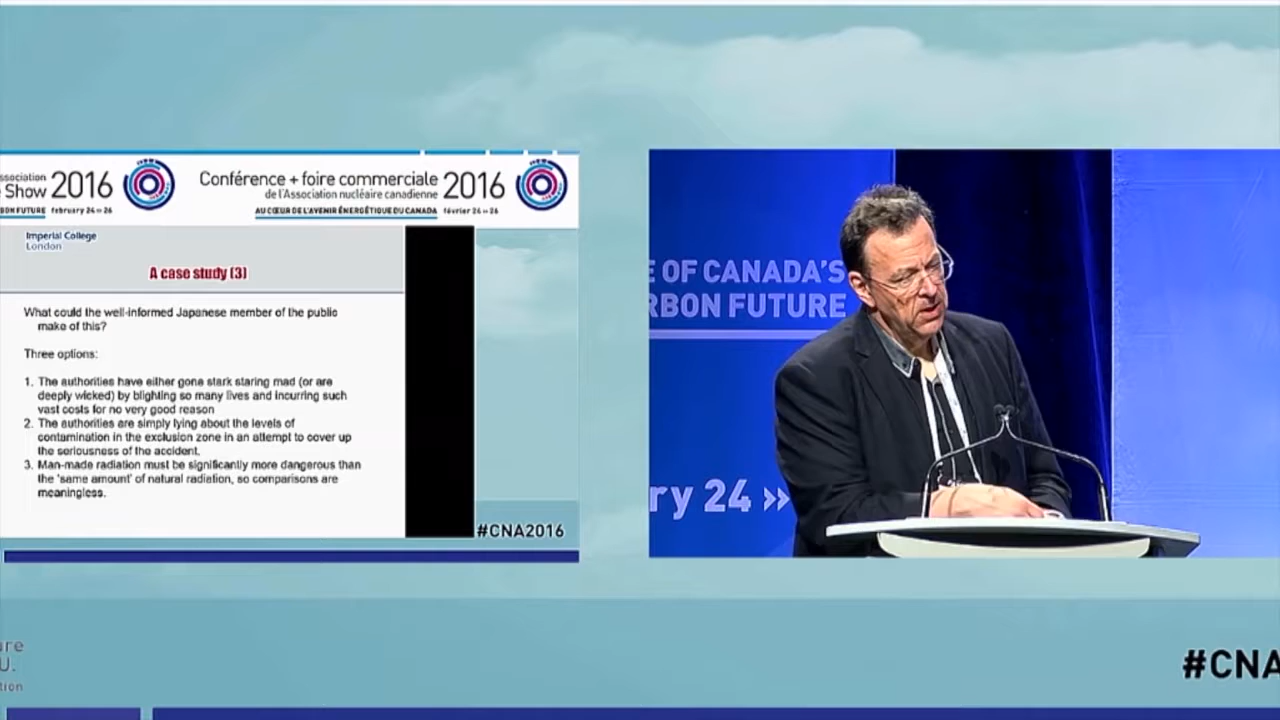 ssociation
Show 2016
BON FUTURE february 24 >> 26
Conférence + foire commerciale
de l'Association nucléaire canadienne
2016
AU CŒUR DE L'AVENIR ÉNERGÉTIQUE DU CANADA février 24 >> 26
Imperial College
London
A case study (3)
What could the well-informed Japanese member of the public
make of this?
Three options:
1. The authorities have either gone stark staring mad (or are
deeply wicked) by blighting so many lives and incurring such
vast costs for no very good reason
2. The authorities are simply lying about the levels of
contamination in the exclusion zone in an attempt to cover up
the seriousness of the accident.
3. Man-made radiation must be significantly more dangerous than
the 'same amount' of natural radiation, so comparisons are
meaningless.
#CNA2016
E OF CANADA'S
RBON FUTURE
ry 24 >>
ure
U.
tion
#CNA